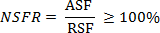 NSFR = ASF / RSF ≥ 100%